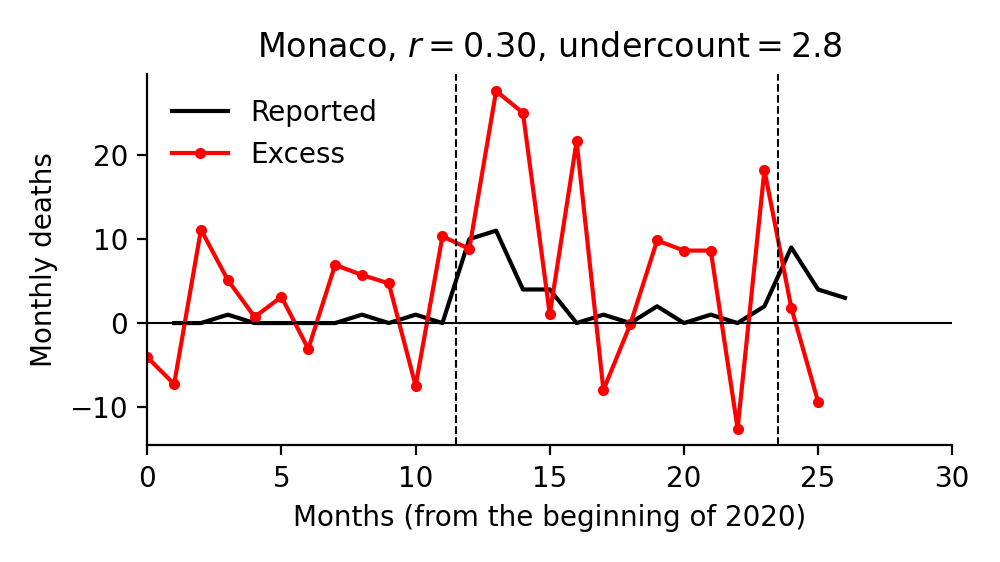 Monaco, r = 0.30, undercount = 2.8
Reported
Excess
Monthly deaths
20
10
0
−10
0 5 10 15 20 25 30
Months (from the beginning of 2020)